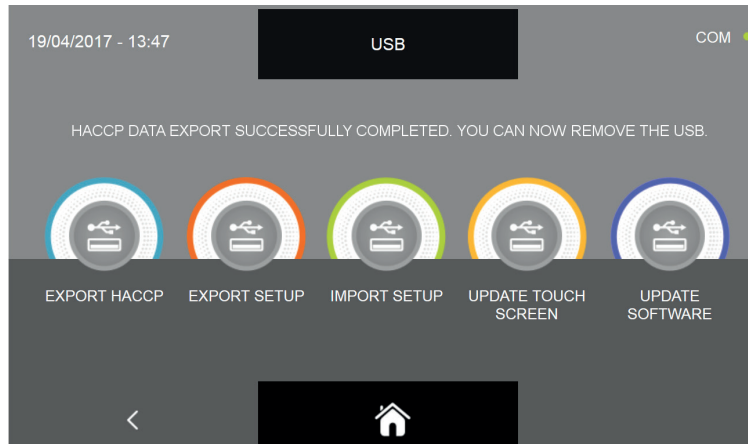 19/04/2017 - 13:47
USB
COM
HACCP DATA EXPORT SUCCESSFULLY COMPLETED. YOU CAN NOW REMOVE THE USB.
EXPORT HACCP
EXPORT SETUP
IMPORT SETUP
UPDATE TOUCH
SCREEN
UPDATE
SOFTWARE